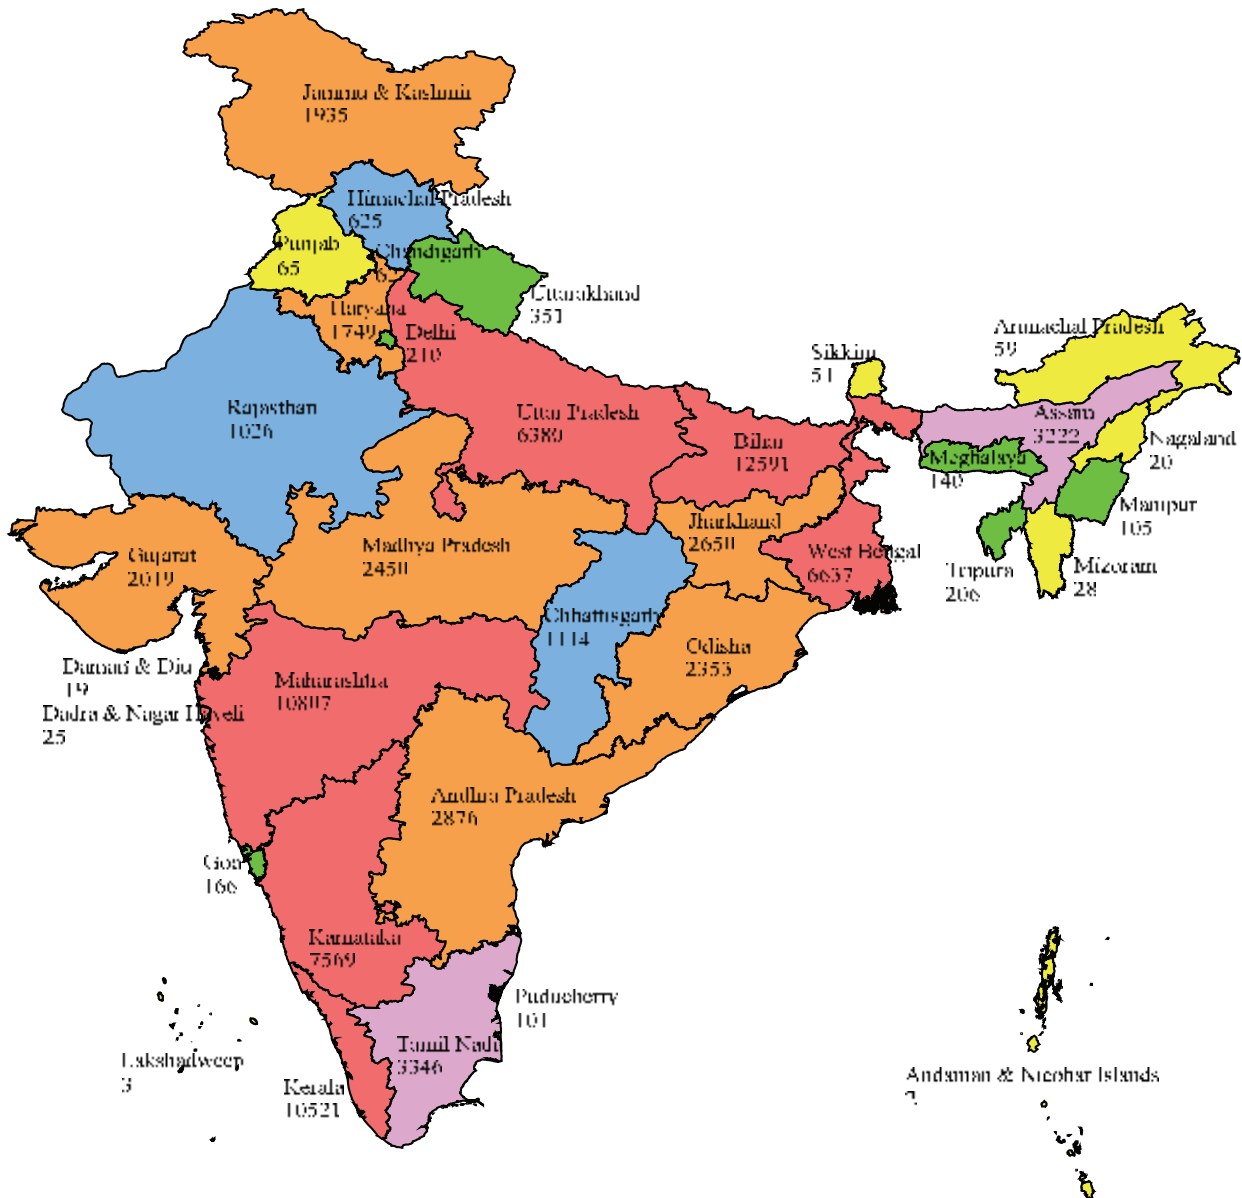 Jammu & Kashmir
1935
Himachal Pradesh
625
Punjab
65
Chandigarh
62
Uttarakhand
351
Haryana
1749
Delhi
210
Arunachal Pradesh
59
Sikkim
51
Rajasthan
1026
Uttar Pradesh
6380
Bihar
12591
Assam
3222
Nagaland
20
Meghalaya
140
Manipur
105
Jharkhand
2650
Madhya Pradesh
2450
Gujarat
2019
West Bengal
6637
Tripura
206
Mizoram
28
Chhattisgarh
1114
Odisha
2353
Daman & Diu
19
Dadra & Nagar Haveli
25
Maharashtra
10807
Andhra Pradesh
2876
Goa
166
Karnataka
7569
Puducherry
101
Tamil Nadu
3346
Lakshadweep
3
Kerala
10521
Andaman & Nicobar Islands